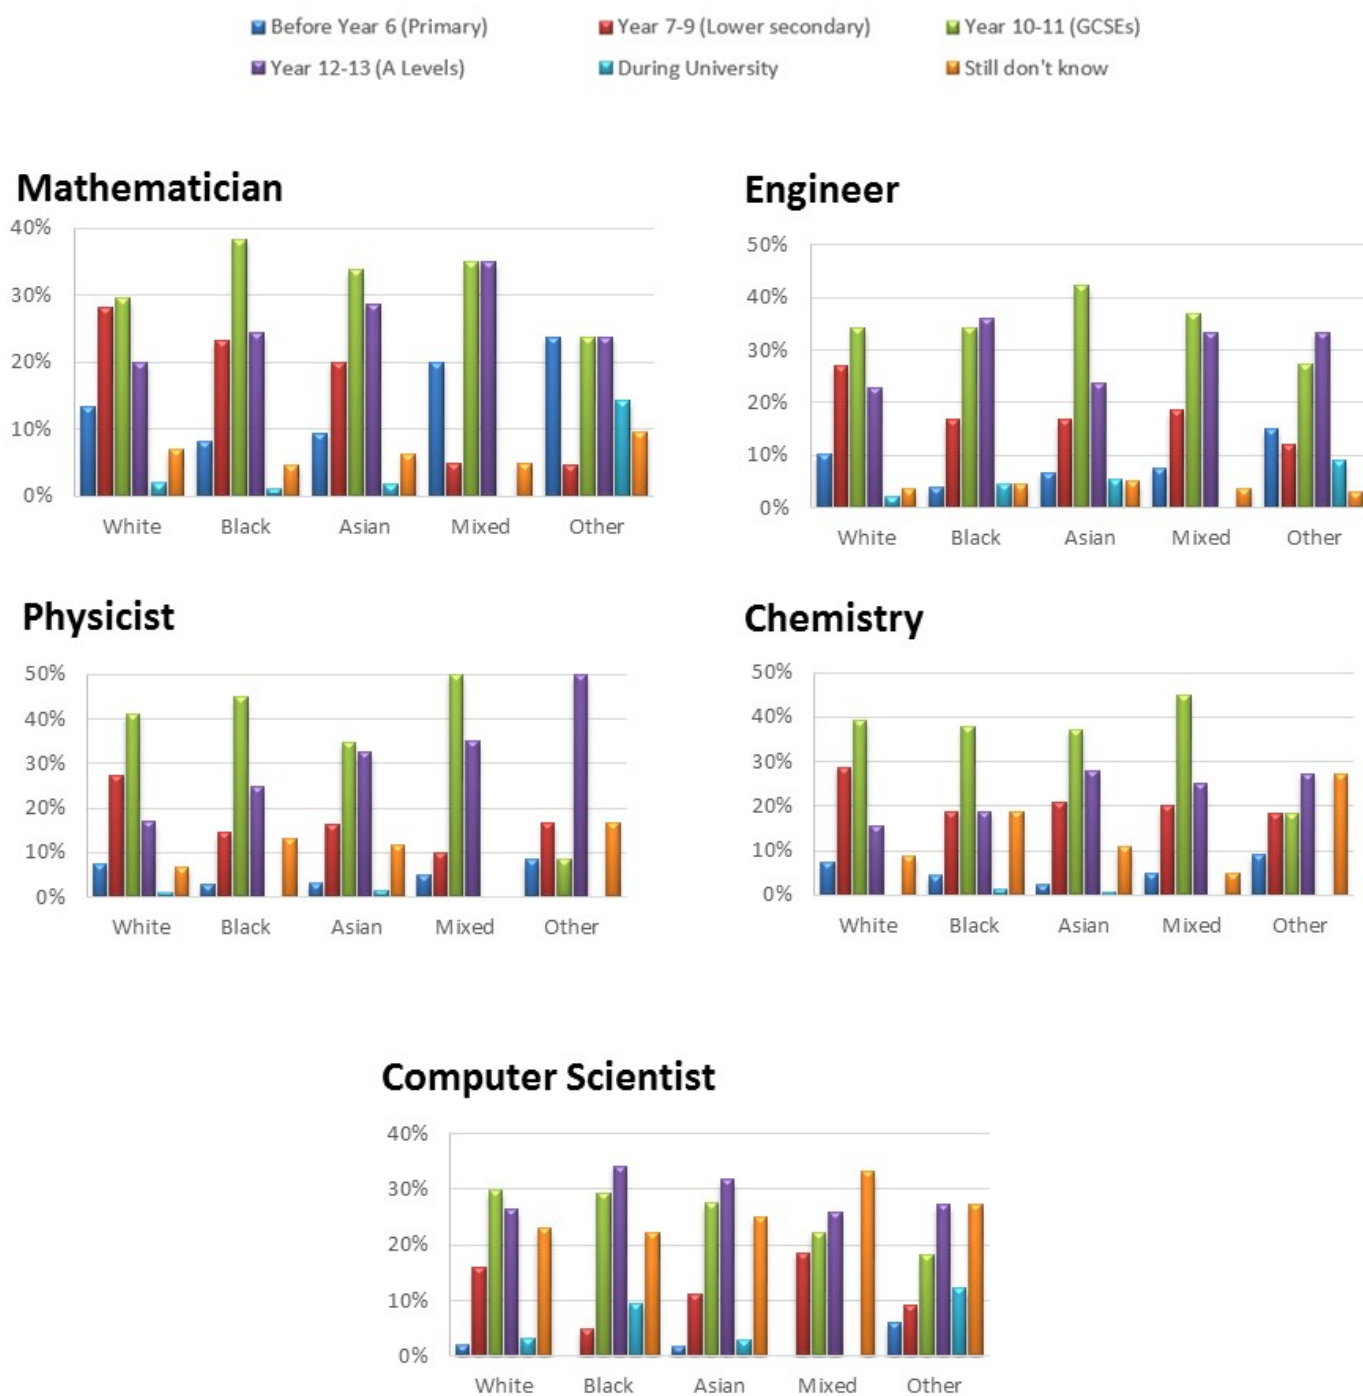 Before Year 6 (Primary) Year 7-9 (Lower secondary) Year 10-11 (GCSEs)
Year 12-13 (A Levels) During University Still don't know
Mathematician
40%
30%
20%
10%
0%
White Black Asian Mixed Other
Engineer
50%
40%
30%
20%
10%
0%
White Black Asian Mixed Other
Physicist
50%
40%
30%
20%
10%
0%
White Black Asian Mixed Other
Chemistry
50%
40%
30%
20%
10%
0%
White Black Asian Mixed Other
Computer Scientist
40%
30%
20%
10%
0%
White Black Asian Mixed Other